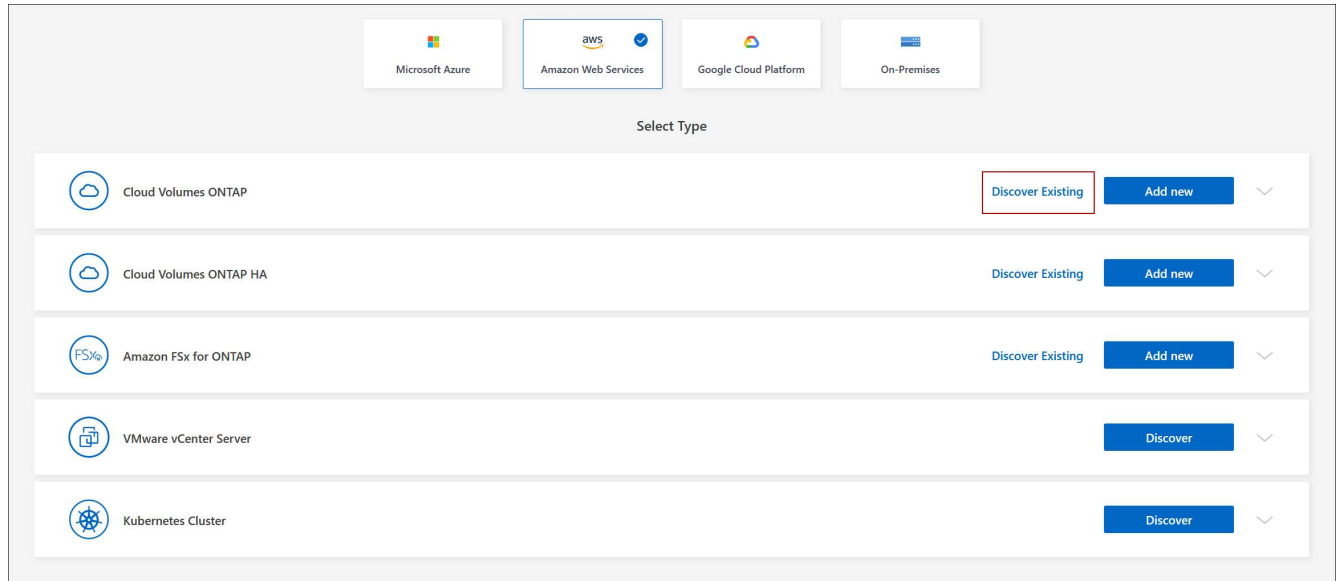 aws
Microsoft Azure
Amazon Web Services
Google Cloud Platform
On-Premises
Select Type
Cloud Volumes ONTAP
Discover Existing
Add new
Cloud Volumes ONTAP HA
Discover Existing
Add new
FSx
Amazon FSx for ONTAP
Discover Existing
Add new
VMware vCenter Server
Discover
Kubernetes Cluster
Discover